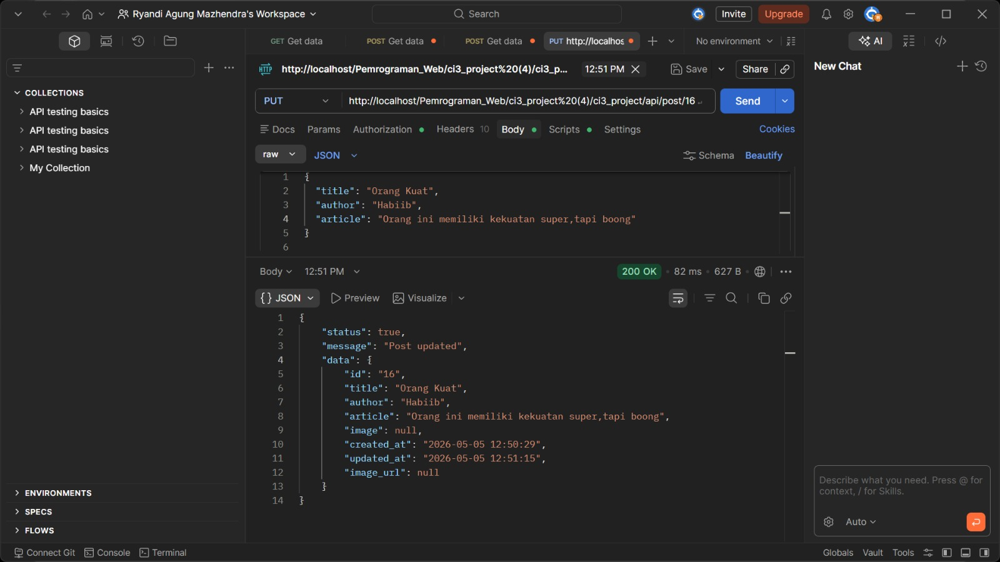 Ryandi Agung Mazhendra's Workspace
Search
Invite
Upgrade
GET Get data
POST Get data
POST Get data
PUT http://localhos
No environment
AI
http://localhost/Pemrograman_Web/ci3_project%20(4)/ci3_p...
12:51 PM
Save
Share
New Chat
COLLECTIONS
API testing basics
API testing basics
API testing basics
My Collection
PUT
http://localhost/Pemrograman_Web/ci3_project%20(4)/ci3_project/api/post/16
Send
Docs
Params
Authorization
Headers 10
Body
Scripts
Settings
Cookies
raw
JSON
Schema
Beautify
1 {
2 "title": "Orang Kuat",
3 "author": "Habiib",
4 "article": "Orang ini memiliki kekuatan super,tapi boong"
5 }
6
Body
12:51 PM
200 OK
82 ms
627 B
{} JSON
Preview
Visualize
1 {
2 "status": true,
3 "message": "Post updated",
4 "data": {
5 "id": "16",
6 "title": "Orang Kuat",
7 "author": "Habiib",
8 "article": "Orang ini memiliki kekuatan super,tapi boong",
9 "image": null,
10 "created_at": "2026-05-05 12:50:29",
11 "updated_at": "2026-05-05 12:51:15",
12 "image_url": null
13 }
14 }
ENVIRONMENTS
SPECS
FLOWS
Describe what you need. Press @ for
context, / for Skills.
Auto
Connect Git
Console
Terminal
Globals
Vault
Tools